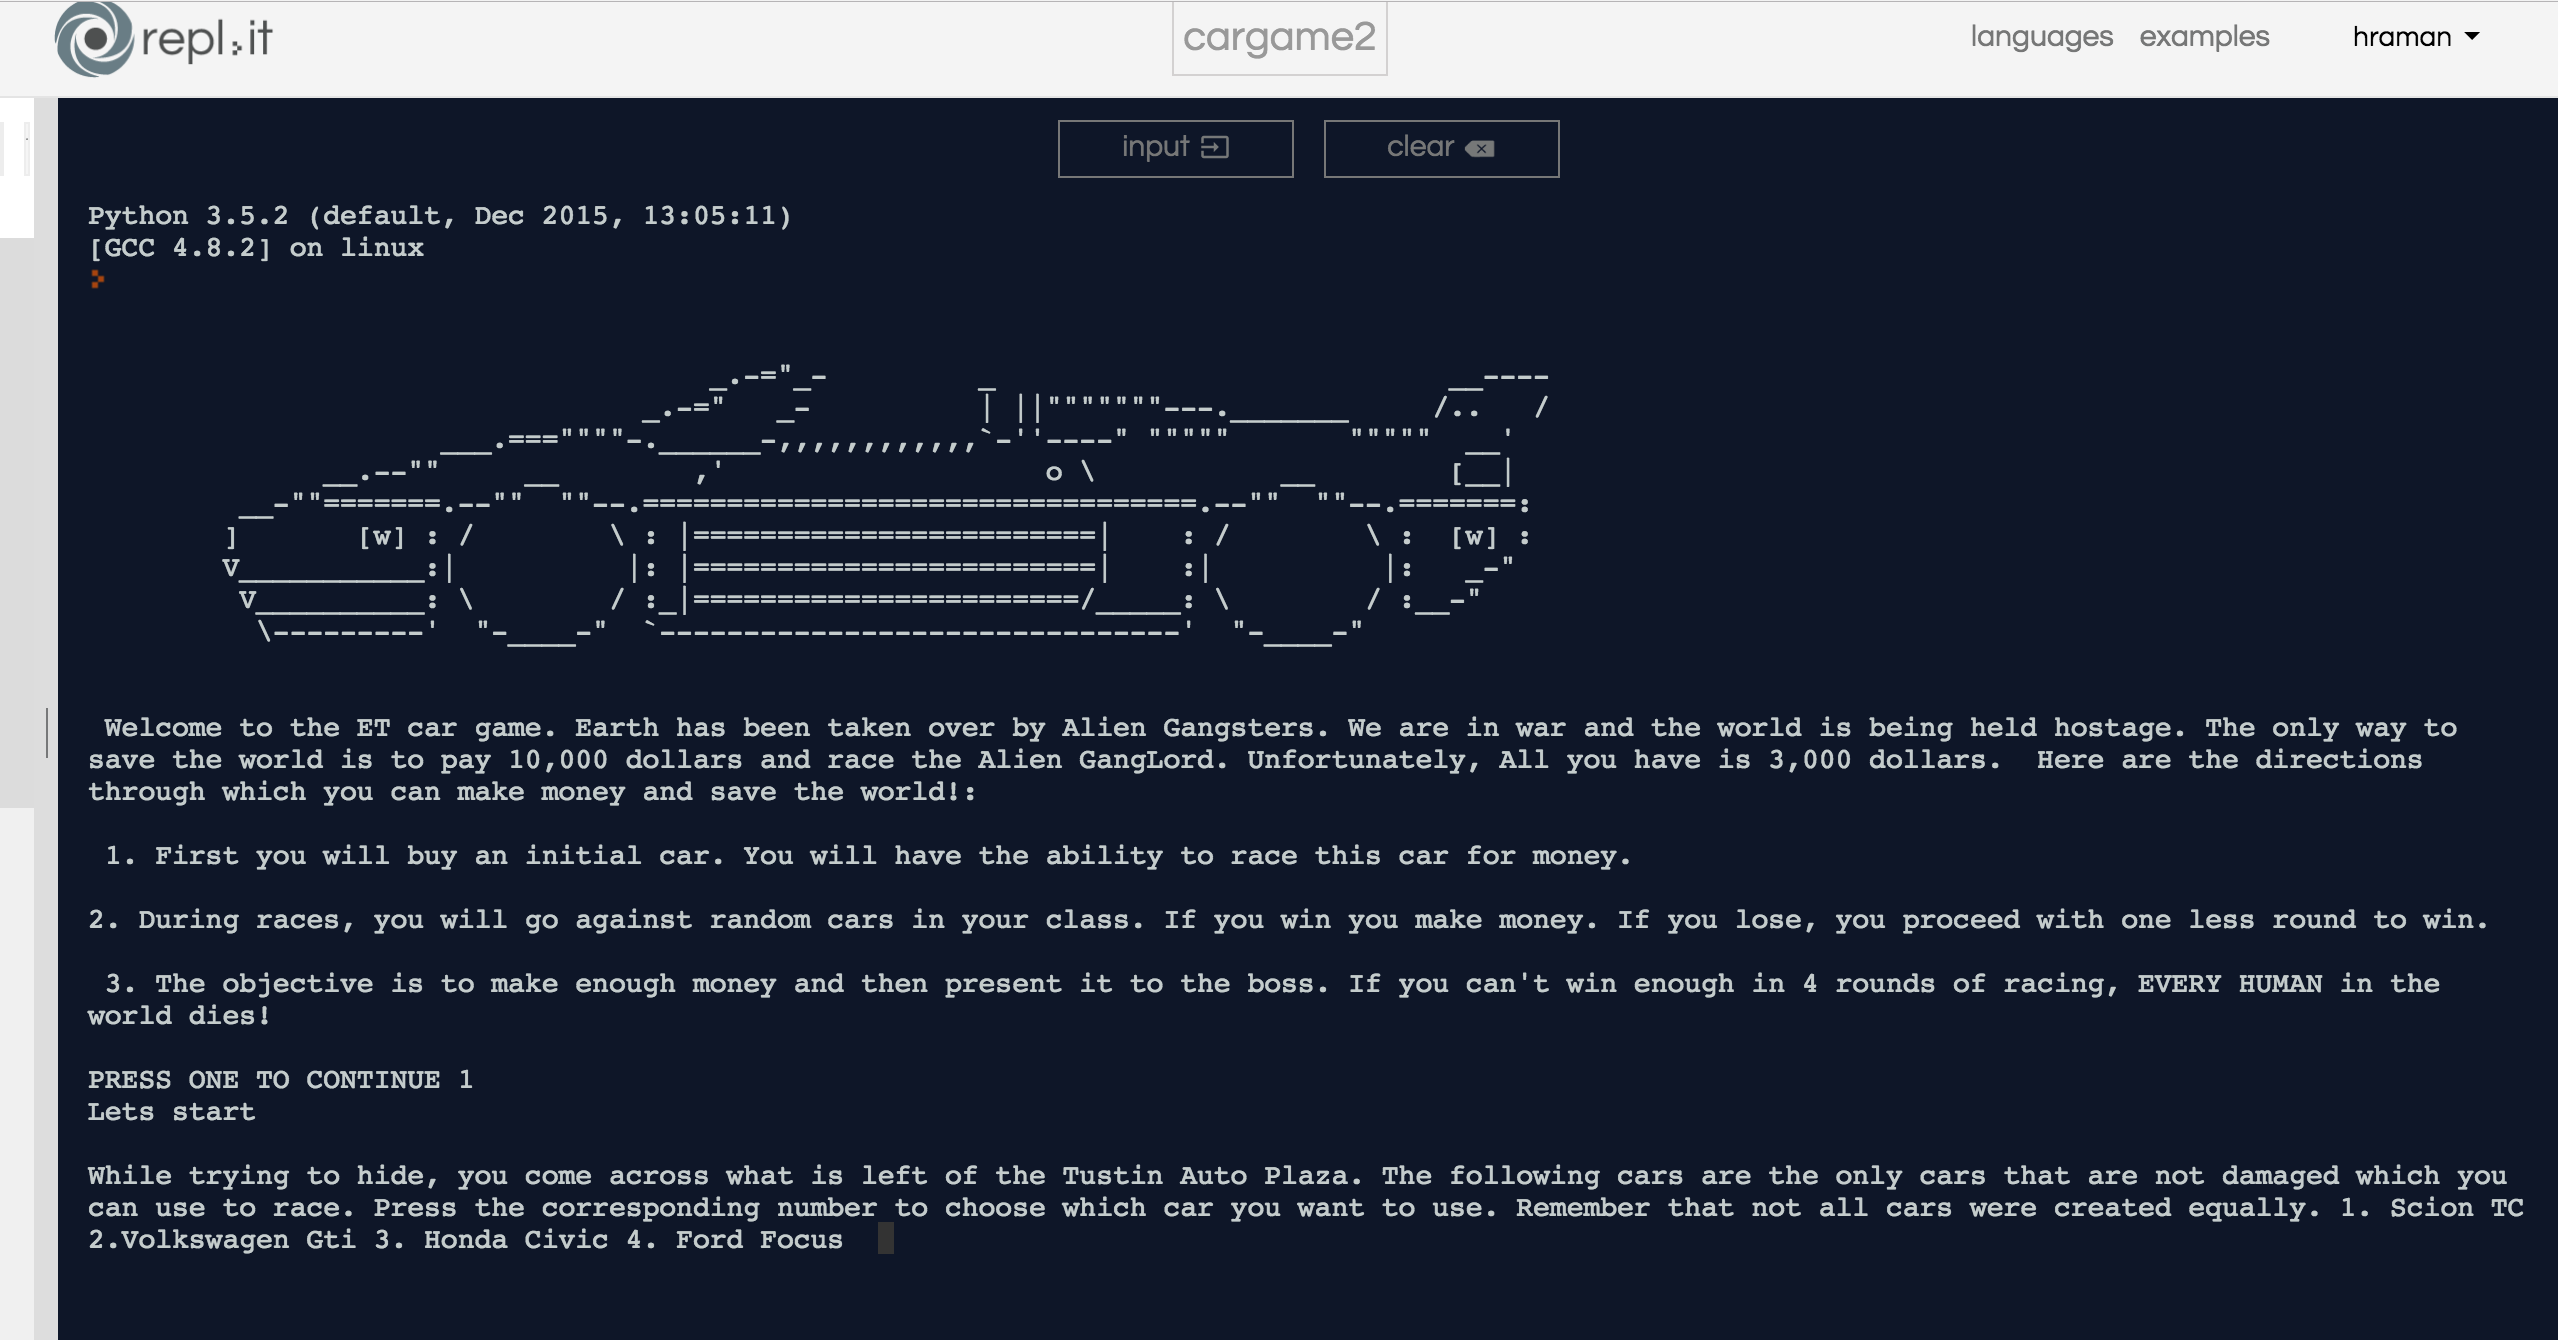 repl.it
cargame2
languages examples hraman
input clear
Python 3.5.2 (default, Dec 2015, 13:05:11)
[GCC 4.8.2] on linux
[w] [w]
Welcome to the ET car game. Earth has been taken over by Alien Gangsters. We are in war and the world is being held hostage. The only way to
save the world is to pay 10,000 dollars and race the Alien GangLord. Unfortunately, All you have is 3,000 dollars.  Here are the directions
through which you can make money and save the world!:
1. First you will buy an initial car. You will have the ability to race this car for money.
2. During races, you will go against random cars in your class. If you win you make money. If you lose, you proceed with one less round to win.
3. The objective is to make enough money and then present it to the boss. If you can't win enough in 4 rounds of racing, EVERY HUMAN in the
world dies!
PRESS ONE TO CONTINUE 1
Lets start
While trying to hide, you come across what is left of the Tustin Auto Plaza. The following cars are the only cars that are not damaged which you
can use to race. Press the corresponding number to choose which car you want to use. Remember that not all cars were created equally. 1. Scion TC
2.Volkswagen Gti 3. Honda Civic 4. Ford Focus